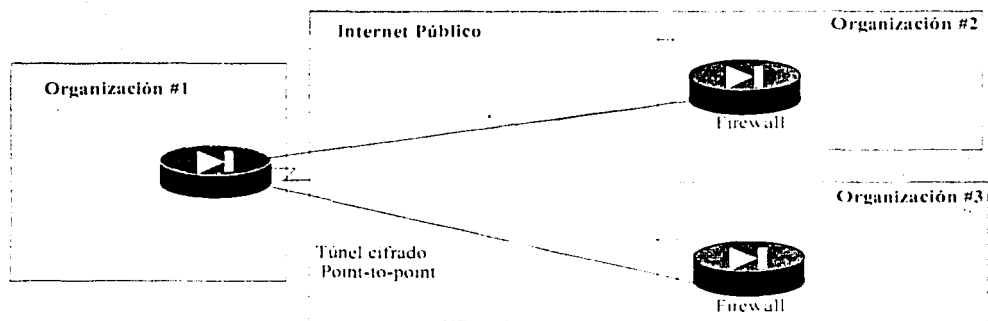 Organización #1
Internet Público
Organización #2
Firewall
Organización #3
Túnel cifrado
Point-to-point
Firewall